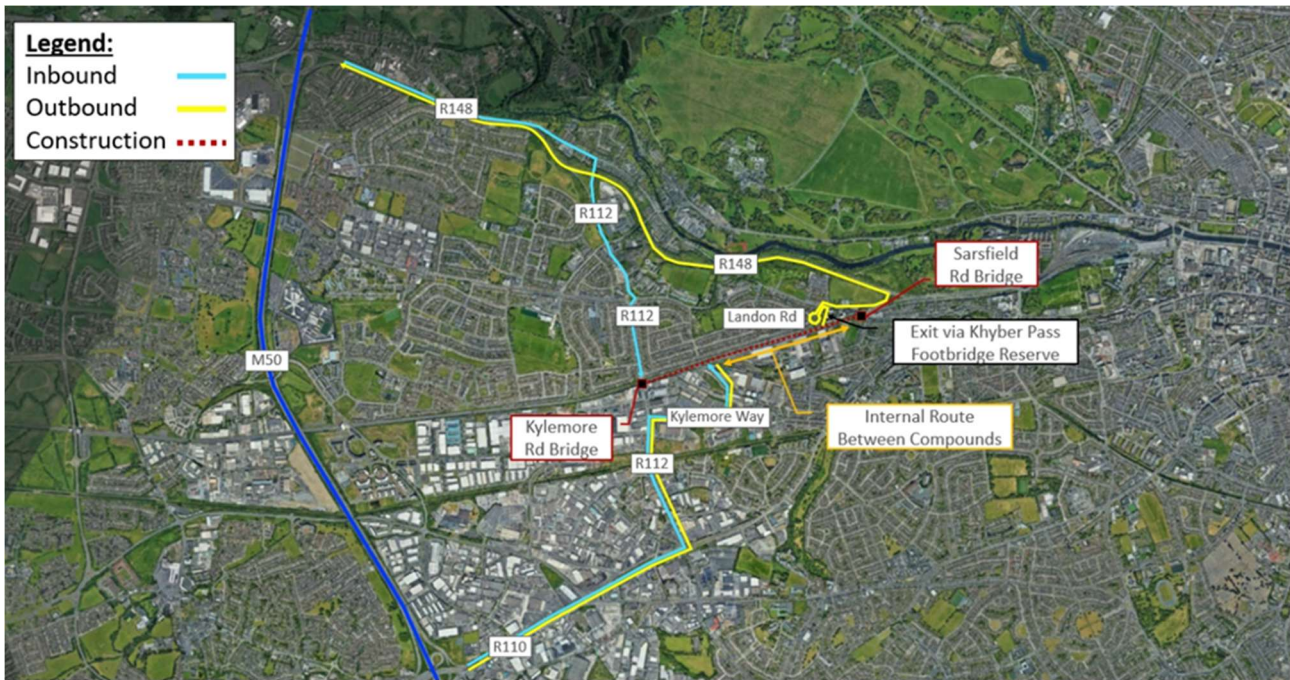 Legend:
Inbound
Outbound
Construction
R148
R112
R148
Sarsfield
Rd Bridge
R112
Landon Rd
Exit via Khyber Pass
Footbridge Reserve
M50
Kylemore Way
Kylemore
Rd Bridge
Internal Route
Between Compounds
R112
R110